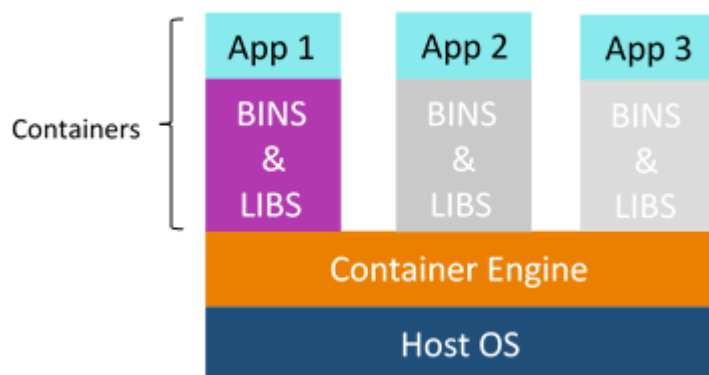 App 1
App 2
App 3
Containers
BINS
&
LIBS
BINS
&
LIBS
BINS
&
LIBS
Container Engine
Host OS